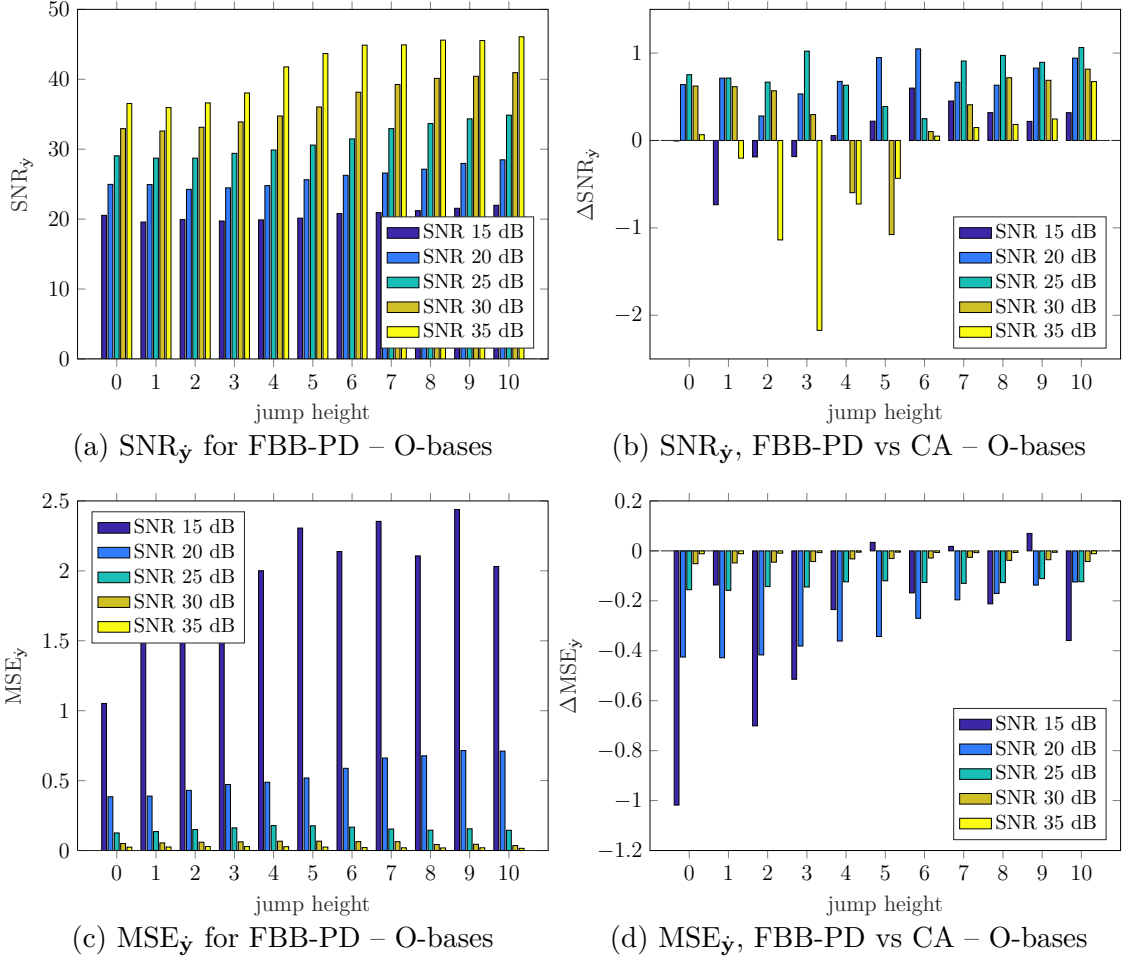 50
40
30
20
10
0
SNR_ẏ
0 1 2 3 4 5 6 7 8 9 10
jump height
SNR 15 dB
SNR 20 dB
SNR 25 dB
SNR 30 dB
SNR 35 dB
(a) SNR_ẏ for FBB-PD – O-bases
1
0
−1
−2
ΔSNR_ẏ
0 1 2 3 4 5 6 7 8 9 10
jump height
SNR 15 dB
SNR 20 dB
SNR 25 dB
SNR 30 dB
SNR 35 dB
(b) SNR_ẏ, FBB-PD vs CA – O-bases
2.5
2
1.5
1
0.5
0
MSE_ẏ
SNR 15 dB
SNR 20 dB
SNR 25 dB
SNR 30 dB
SNR 35 dB
0 1 2 3 4 5 6 7 8 9 10
jump height
(c) MSE_ẏ for FBB-PD – O-bases
0.2
0
−0.2
−0.4
−0.6
−0.8
−1
−1.2
ΔMSE_ẏ
SNR 15 dB
SNR 20 dB
SNR 25 dB
SNR 30 dB
SNR 35 dB
0 1 2 3 4 5 6 7 8 9 10
jump height
(d) MSE_ẏ, FBB-PD vs CA – O-bases